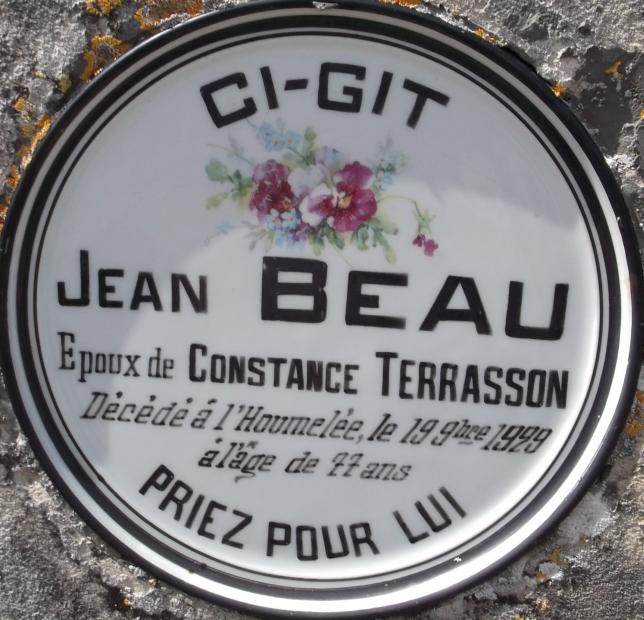 CI-GIT
JEAN BEAU
Epoux de CONSTANCE TERRASSON
Décédé á l'Houmelée, le 19 9bre 1929
á lâge de 77 ans
PRIEZ POUR LUI